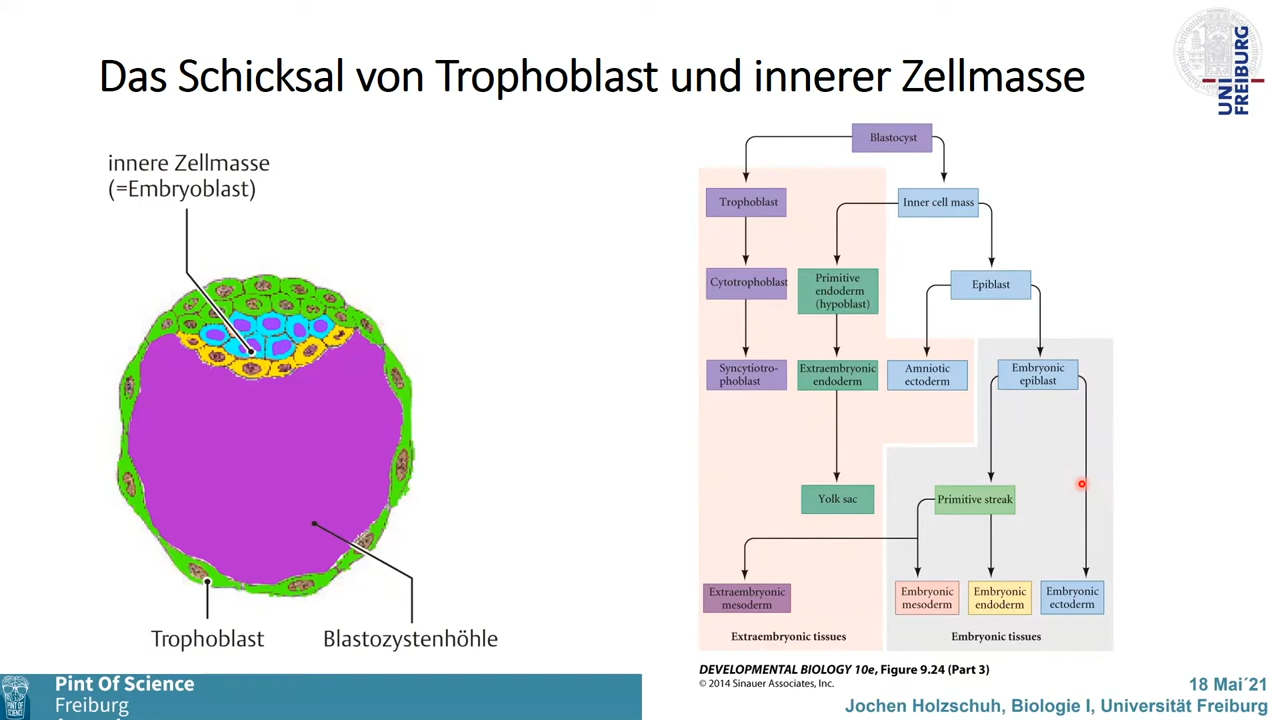 Das Schicksal von Trophoblast und innerer Zellmasse
UNI
FREIBURG
innere Zellmasse
(=Embryoblast)
Trophoblast
Blastozystenhöhle
Blastocyst
Trophoblast
Inner cell mass
Cytotrophoblast
Primitive
endoderm
(hypoblast)
Epiblast
Syncytiotro-
phoblast
Extraembryonic
endoderm
Amniotic
ectoderm
Embryonic
epiblast
Yolk sac
Primitive streak
Extraembryonic
mesoderm
Embryonic
mesoderm
Embryonic
endoderm
Embryonic
ectoderm
Extraembryonic tissues
Embryonic tissues
DEVELOPMENTAL BIOLOGY 10e, Figure 9.24 (Part 3)
© 2014 Sinauer Associates, Inc.
PINT OF
SCIENCE
Pint Of Science
Freiburg
18 Mai´21
Jochen Holzschuh, Biologie I, Universität Freiburg